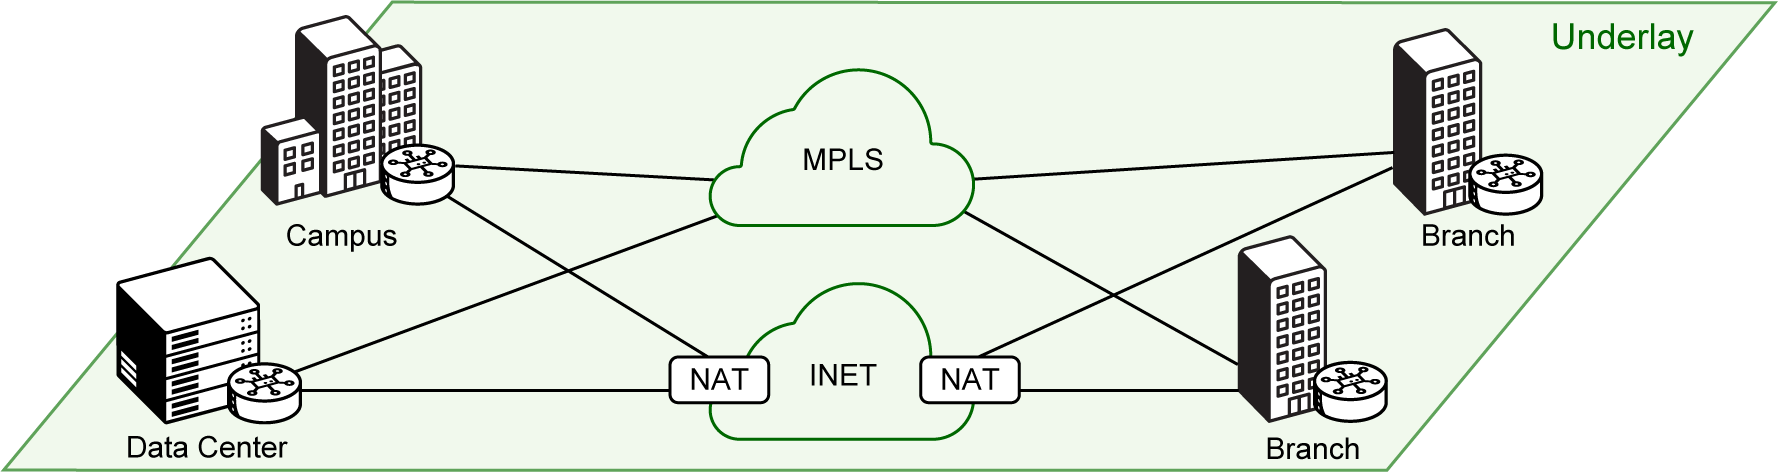 Underlay
MPLS
Campus
Branch
NAT
INET
NAT
Data Center
Branch